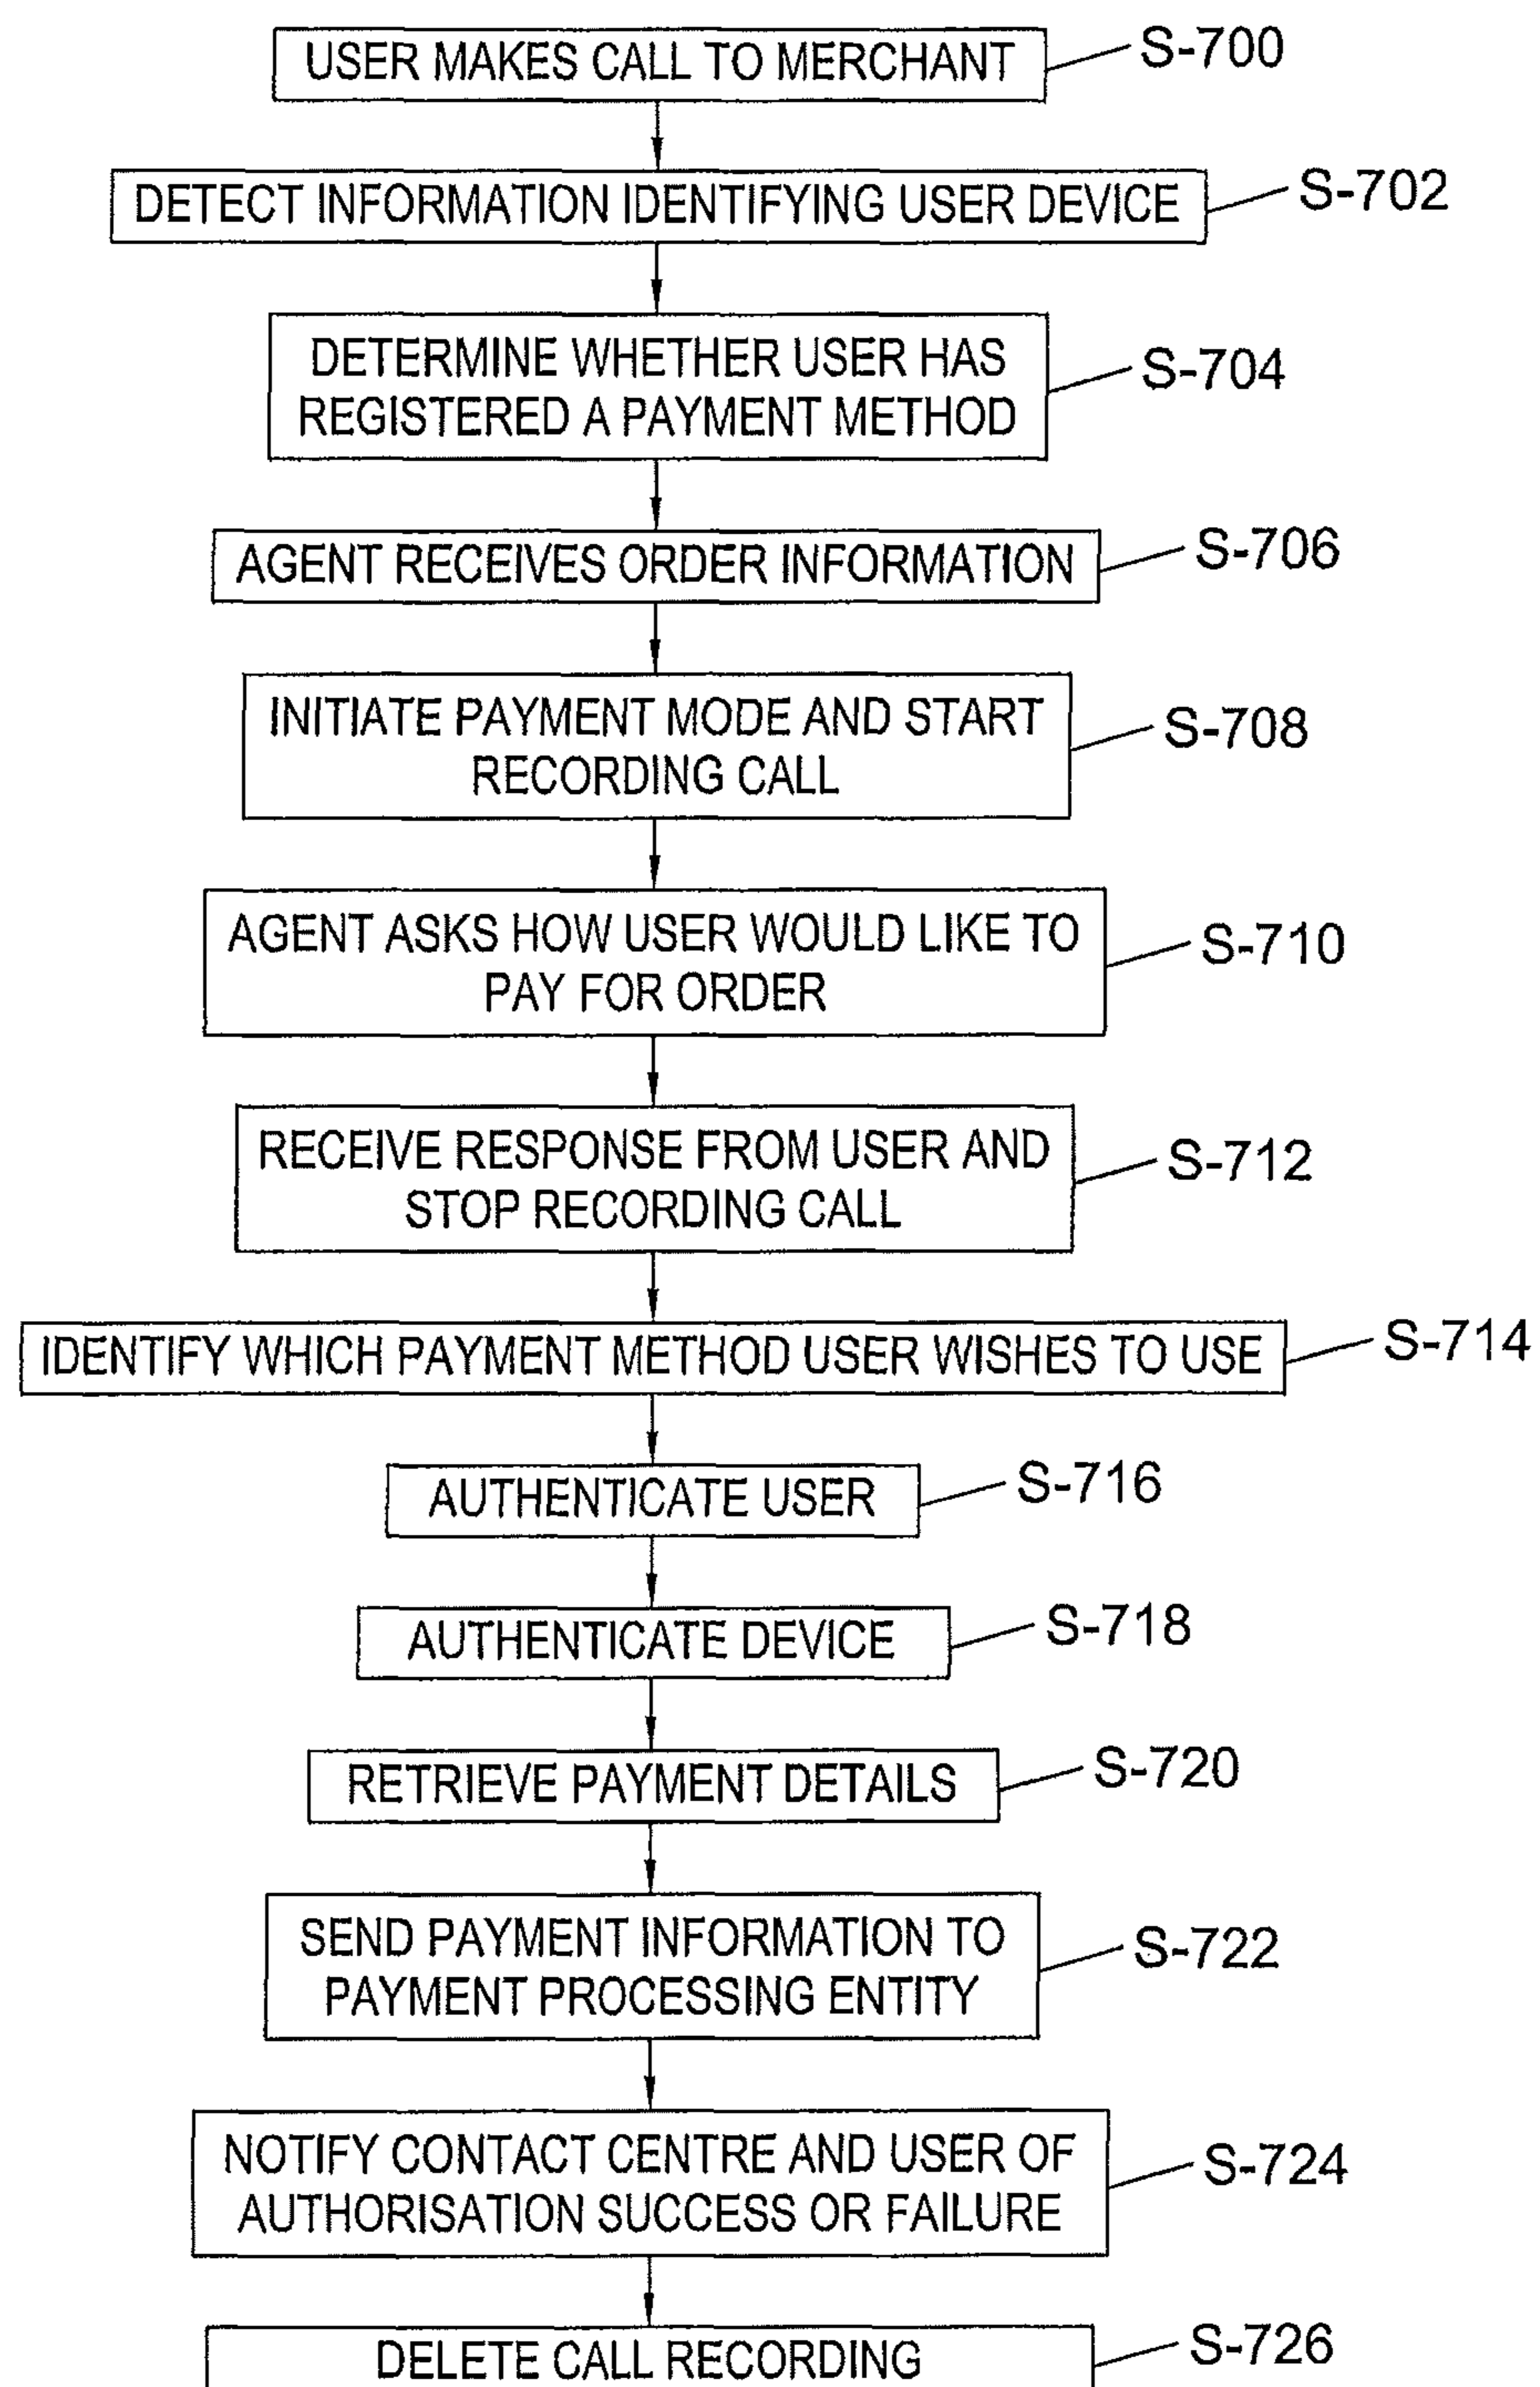 USER MAKES CALL TO MERCHANT
S-700
DETECT INFORMATION IDENTIFYING USER DEVICE
S-702
DETERMINE WHETHER USER HAS
REGISTERED A PAYMENT METHOD
S-704
AGENT RECEIVES ORDER INFORMATION
S-706
INITIATE PAYMENT MODE AND START
RECORDING CALL
S-708
AGENT ASKS HOW USER WOULD LIKE TO
PAY FOR ORDER
S-710
RECEIVE RESPONSE FROM USER AND
STOP RECORDING CALL
S-712
IDENTIFY WHICH PAYMENT METHOD USER WISHES TO USE
S-714
AUTHENTICATE USER
S-716
AUTHENTICATE DEVICE
S-718
RETRIEVE PAYMENT DETAILS
S-720
SEND PAYMENT INFORMATION TO
PAYMENT PROCESSING ENTITY
S-722
NOTIFY CONTACT CENTRE AND USER OF
AUTHORISATION SUCCESS OR FAILURE
S-724
DELETE CALL RECORDING
S-726